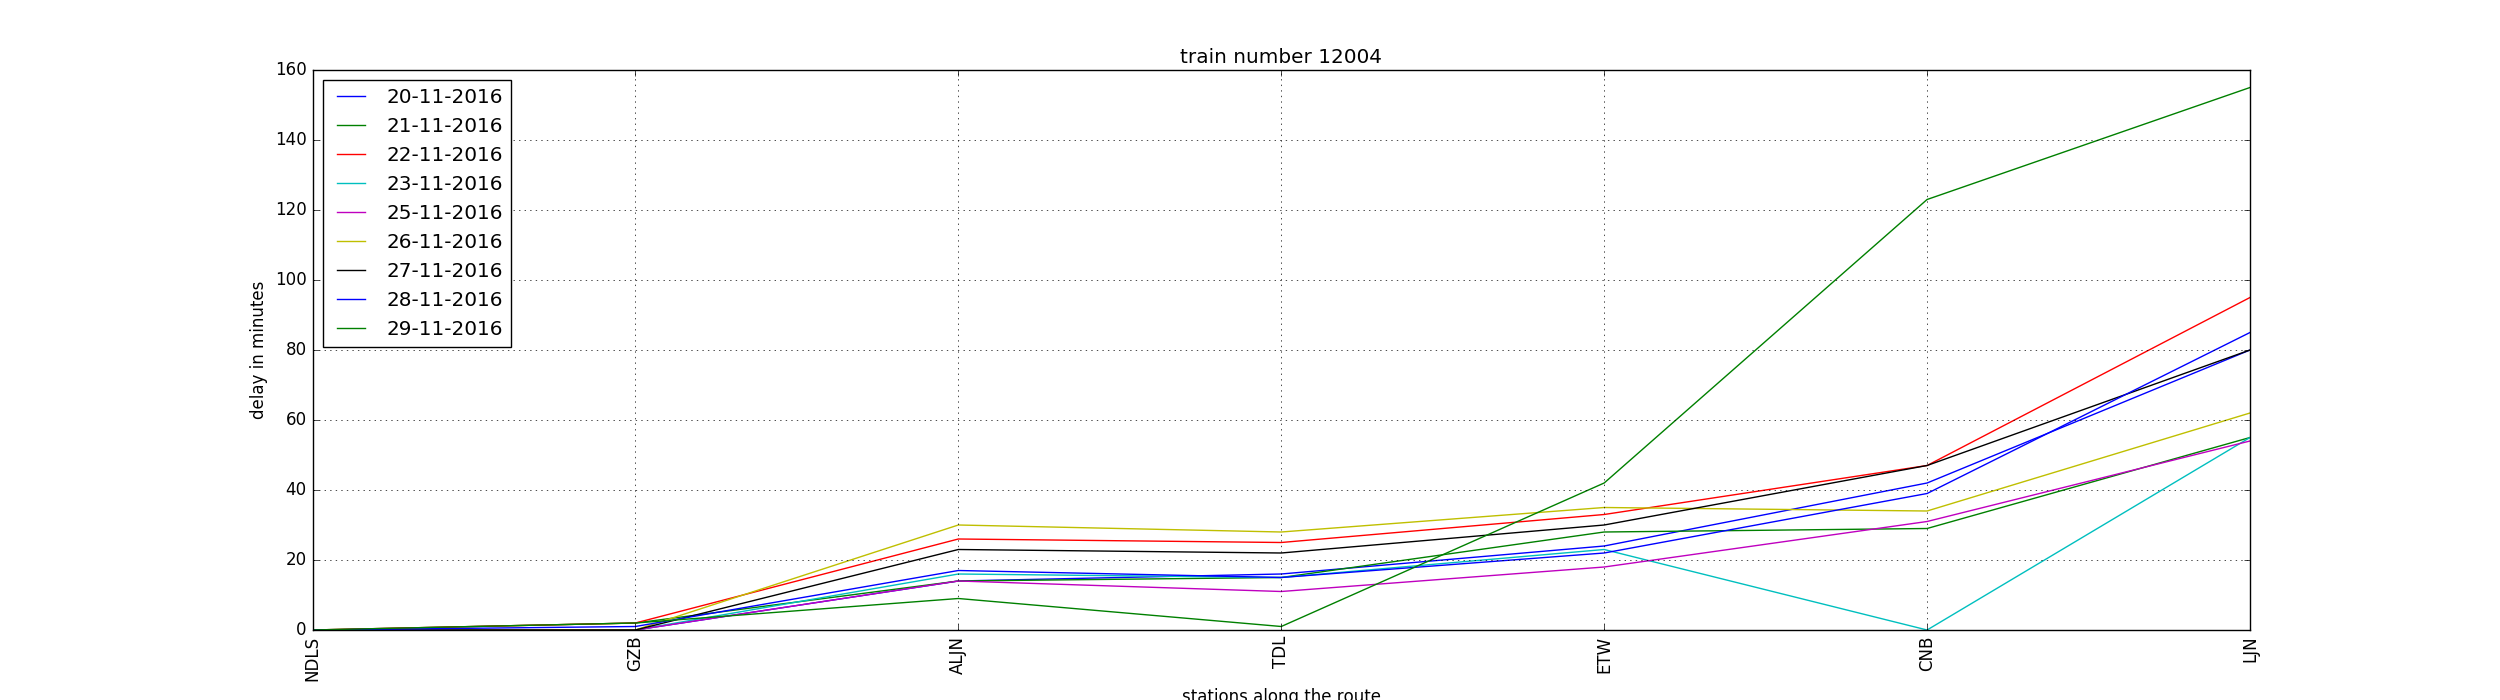 train number 12004
160
140
120
100
80
60
40
20
0
delay in minutes
20-11-2016
21-11-2016
22-11-2016
23-11-2016
25-11-2016
26-11-2016
27-11-2016
28-11-2016
29-11-2016
NDLS
GZB
ALJN
TDL
ETW
CNB
LJN
stations along the route